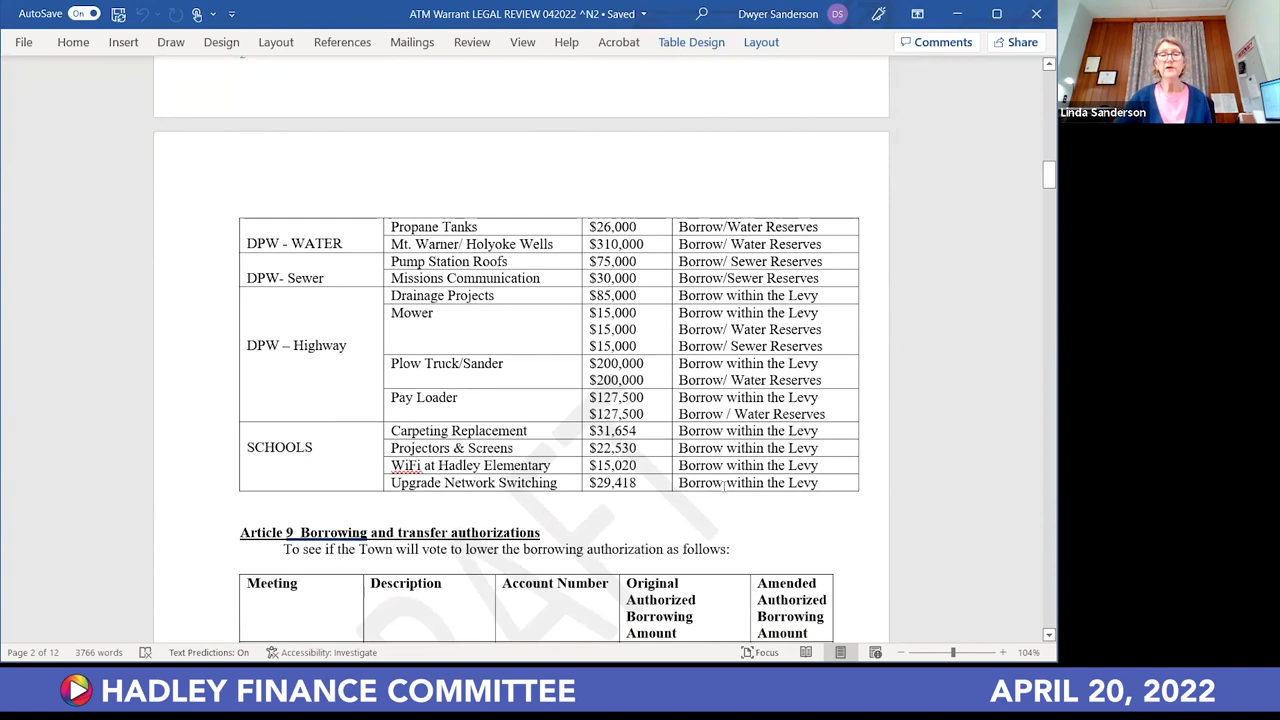 AutoSave On ATM Warrant LEGAL REVIEW 042022 ^N2 • Saved Dwyer Sanderson DS
File Home Insert Draw Design Layout References Mailings Review View Help Acrobat Table Design Layout Comments Share
Linda Sanderson
DPW - WATER Propane Tanks $26,000 Borrow/Water Reserves
Mt. Warner/ Holyoke Wells $310,000 Borrow/ Water Reserves
DPW- Sewer Pump Station Roofs $75,000 Borrow/ Sewer Reserves
Missions Communication $30,000 Borrow/Sewer Reserves
DPW – Highway Drainage Projects $85,000 Borrow within the Levy
Mower $15,000 Borrow within the Levy
$15,000 Borrow/ Water Reserves
$15,000 Borrow/ Sewer Reserves
Plow Truck/Sander $200,000 Borrow within the Levy
$200,000 Borrow/ Water Reserves
Pay Loader $127,500 Borrow within the Levy
$127,500 Borrow / Water Reserves
SCHOOLS Carpeting Replacement $31,654 Borrow within the Levy
Projectors & Screens $22,530 Borrow within the Levy
WiFi at Hadley Elementary $15,020 Borrow within the Levy
Upgrade Network Switching $29,418 Borrow within the Levy
Article 9 Borrowing and transfer authorizations
To see if the Town will vote to lower the borrowing authorization as follows:
Meeting Description Account Number Original Amended
Authorized Authorized
Borrowing Borrowing
Amount Amount
Page 2 of 12 3766 words Text Predictions: On Accessibility: Investigate Focus 104%
HADLEY FINANCE COMMITTEE APRIL 20, 2022